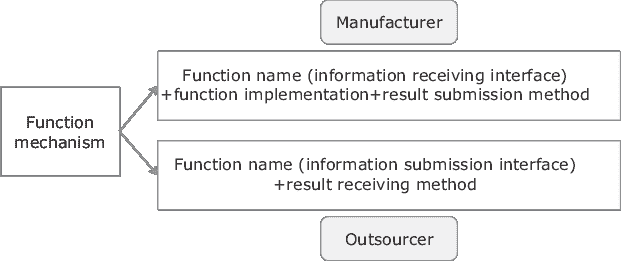 Manufacturer
Function name (information receiving interface)
+function implementation+result submission method
Function
mechanism
Function name (information submission interface)
+result receiving method
Outsourcer